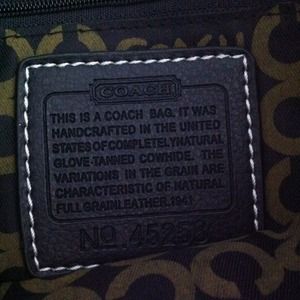 COACH
THIS IS A COACH BAG. IT WAS
HANDCRAFTED IN THE UNITED
STATES OF COMPLETELY NATURAL
GLOVE-TANNED COWHIDE. THE
VARIATIONS IN THE GRAIN ARE
CHARACTERISTIC OF NATURAL
FULL GRAIN LEATHER. 1941
No 45253